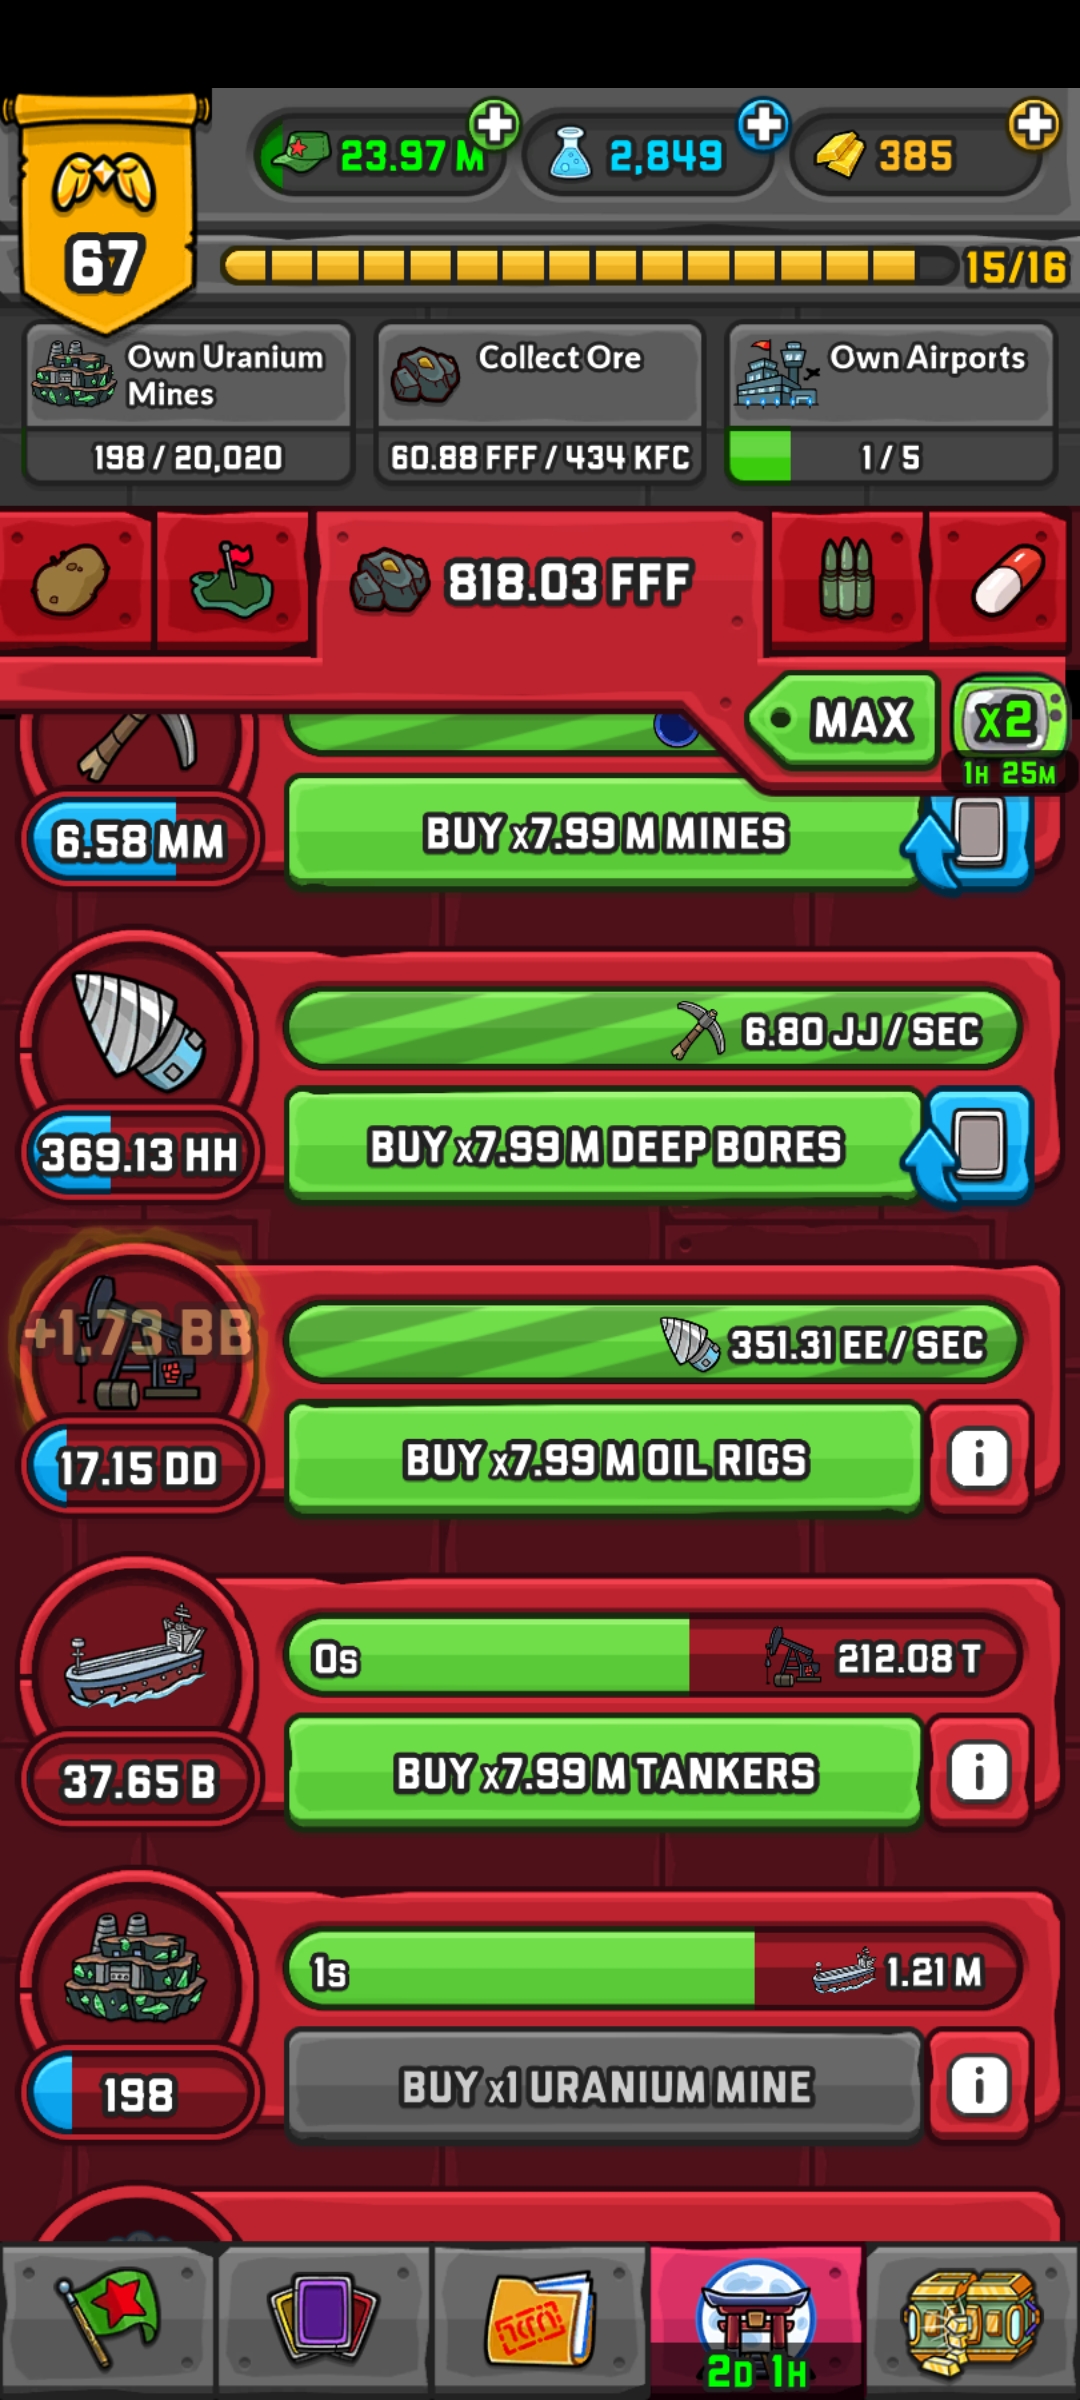 23.97 M
2,849
385
67
15/16
Own Uranium
Mines
198 / 20,020
Collect Ore
60.88 FFF / 434 KFC
Own Airports
1 / 5
818.03 FFF
MAX
x2
1H 25M
6.58 MM
BUY x7.99 M MINES
6.80 JJ / SEC
369.13 HH
BUY x7.99 M DEEP BORES
+1.73 BB
351.31 EE / SEC
17.15 DD
BUY x7.99 M OIL RIGS
i
0s
212.08 T
37.65 B
BUY x7.99 M TANKERS
i
1s
1.21 M
198
BUY x1 URANIUM MINE
i
2D 1H